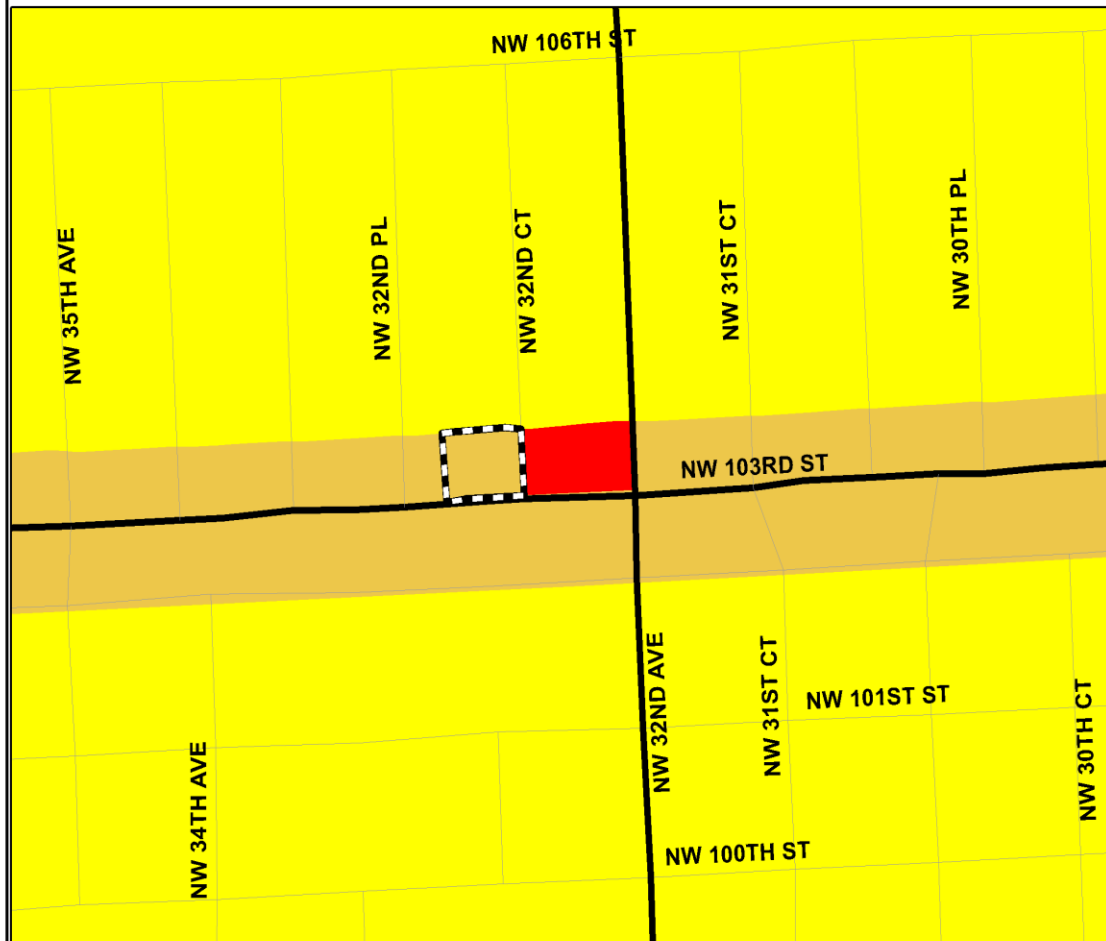 NW 106TH ST
NW 35TH AVE
NW 32ND PL
NW 32ND CT
NW 31ST CT
NW 30TH PL
NW 103RD ST
NW 34TH AVE
NW 32ND AVE
NW 31ST CT
NW 101ST ST
NW 30TH CT
NW 100TH ST